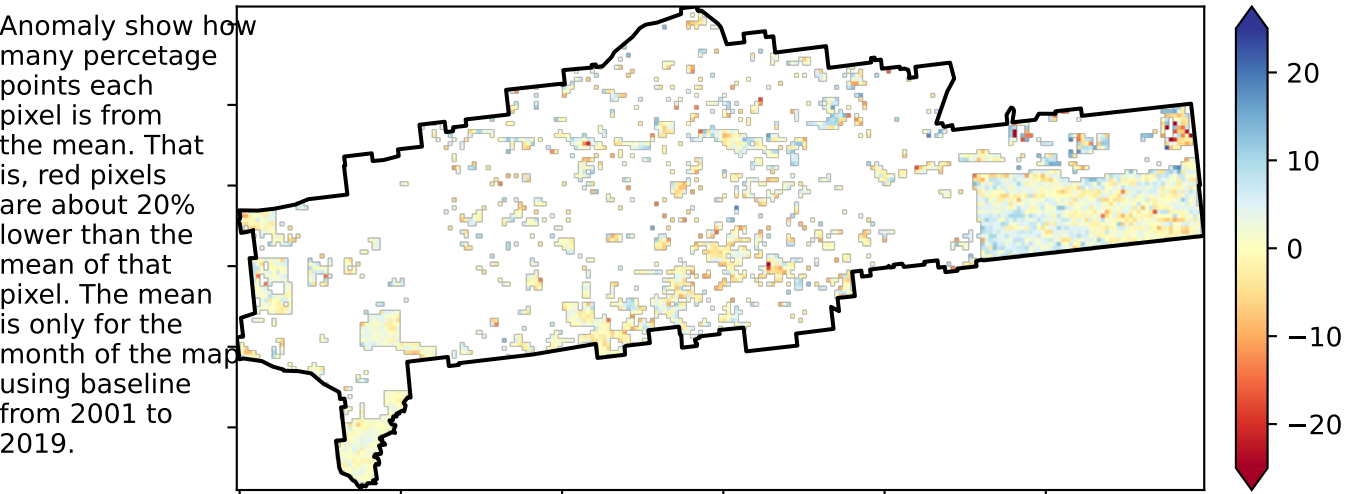 Anomaly show how
many percetage
points each
pixel is from
the mean. That
is, red pixels
are about 20%
lower than the
mean of that
pixel. The mean
is only for the
month of the map
using baseline
from 2001 to
2019.
20
10
0
−10
−20